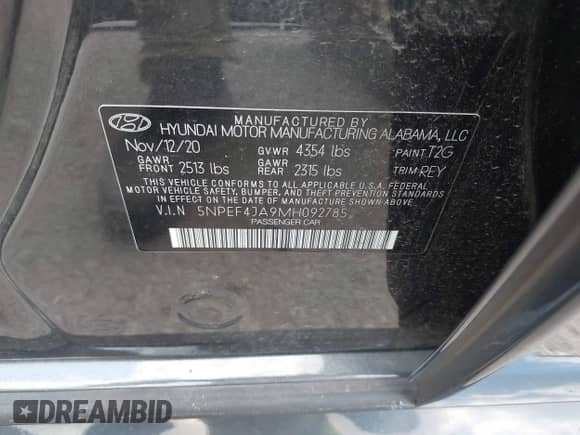 MANUFACTURED BY
HYUNDAI MOTOR MANUFACTURING ALABAMA, LLC
Nov/12/20 GVWR 4354 lbs PAINT:T2G
GAWR FRONT 2513 lbs GAWR REAR 2315 lbs TRIM:REY
THIS VEHICLE CONFORMS TO ALL APPLICABLE U.S.A. FEDERAL
MOTOR VEHICLE SAFETY, BUMPER, AND THEFT PREVENTION STANDARDS
IN EFFECT ON THE DATE OF MANUFACTURE SHOWN ABOVE.
V.I.N 5NPEF4JA9MH092785
PASSENGER CAR
DREAMBID